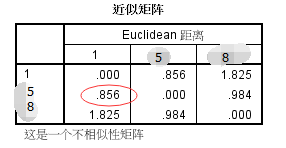 近似矩阵
Euclidean 距离
1 5 8
1 .000 .856 1.825
5 .856 .000 .984
8 1.825 .984 .000
这是一个不相似性矩阵